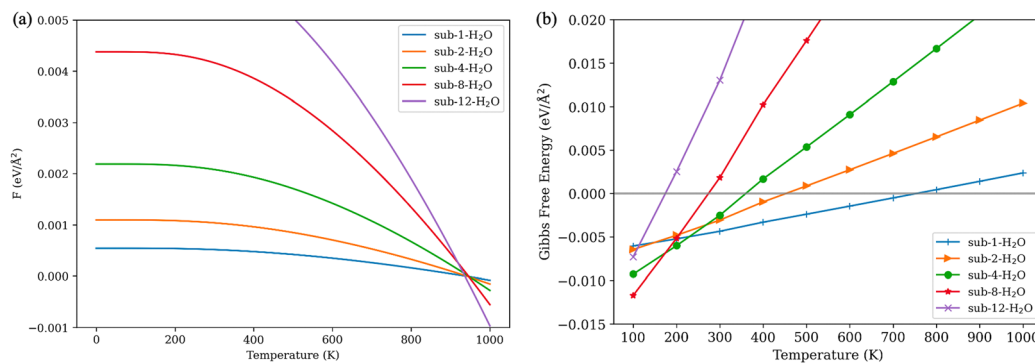 (a)
0.005
0.004
0.003
0.002
0.001
0.000
−0.001
F (eV/Å²)
sub-1-H₂O
sub-2-H₂O
sub-4-H₂O
sub-8-H₂O
sub-12-H₂O
0
200
400
600
800
1000
Temperature (K)
(b)
0.020
0.015
0.010
0.005
0.000
−0.005
−0.010
−0.015
Gibbs Free Energy (eV/Å²)
sub-1-H₂O
sub-2-H₂O
sub-4-H₂O
sub-8-H₂O
sub-12-H₂O
100
200
300
400
500
600
700
800
900
1000
Temperature (K)